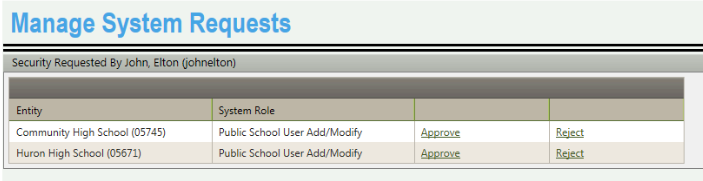 Manage System Requests
Security Requested By John, Elton (johnelton)
Entity System Role
Community High School (05745) Public School User Add/Modify Approve Reject
Huron High School (05671) Public School User Add/Modify Approve Reject